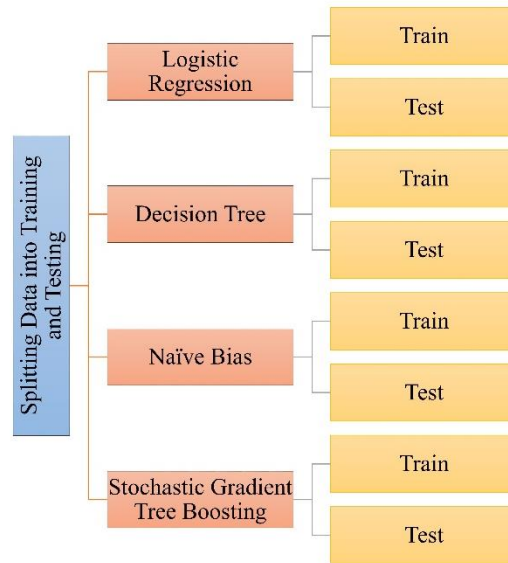 Splitting Data into Training
and Testing
Logistic
Regression
Train
Test
Decision Tree
Train
Test
Naïve Bias
Train
Test
Stochastic Gradient
Tree Boosting
Train
Test